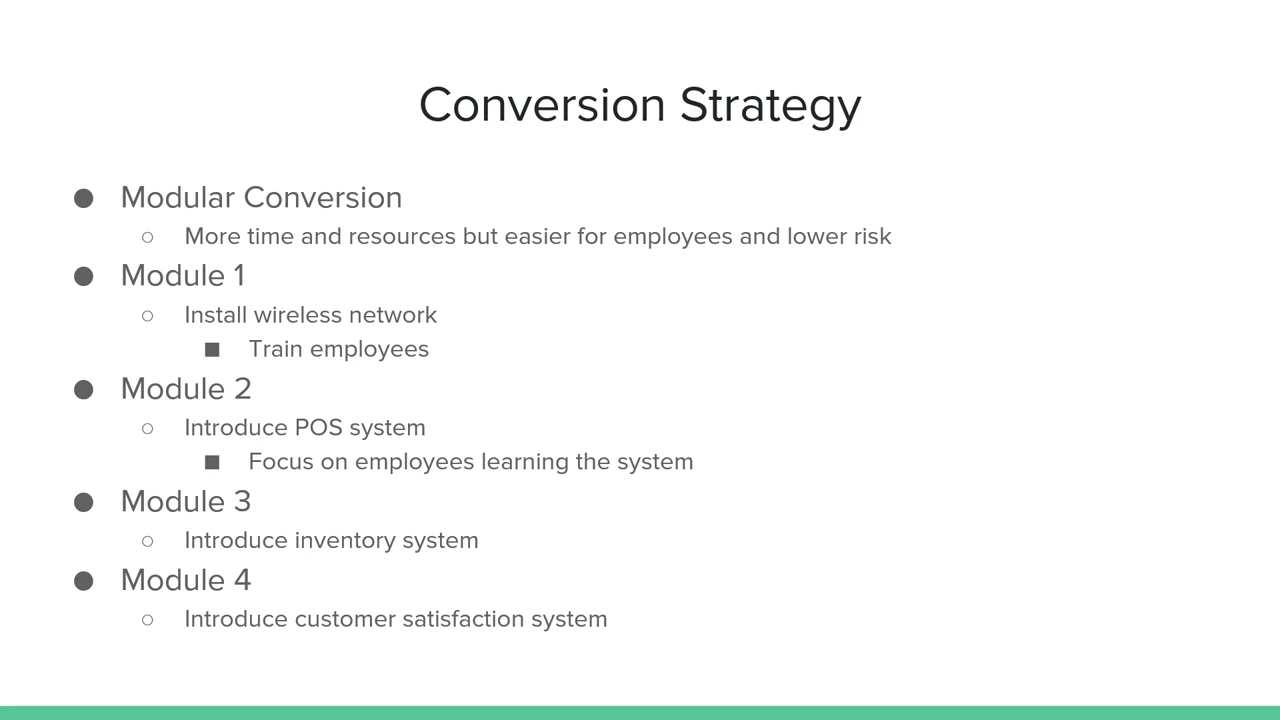 Conversion Strategy
● Modular Conversion
○ More time and resources but easier for employees and lower risk
● Module 1
○ Install wireless network
■ Train employees
● Module 2
○ Introduce POS system
■ Focus on employees learning the system
● Module 3
○ Introduce inventory system
● Module 4
○ Introduce customer satisfaction system